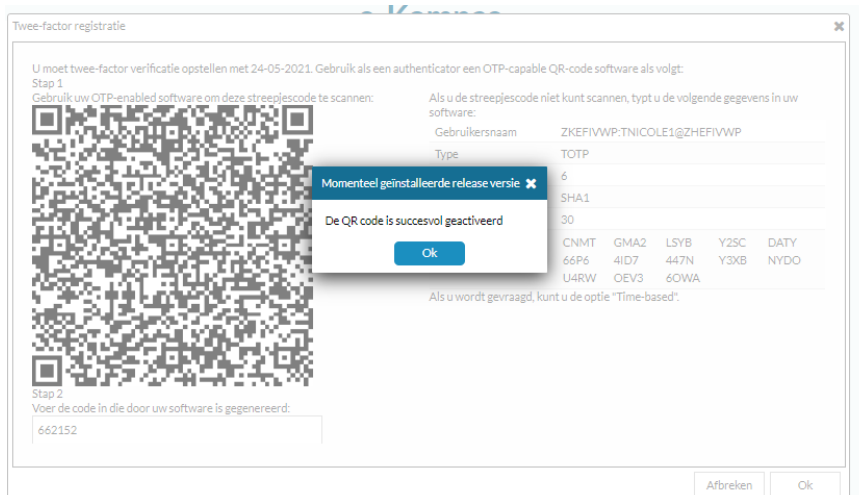 Twee-factor registratie
U moet twee-factor verificatie opstellen met 24-05-2021. Gebruik als een authenticator een OTP-capable QR-code software als volgt:
Stap 1
Gebruik uw OTP-enabled software om deze streepjescode te scannen:
Als u de streepjescode niet kunt scannen, typt u de volgende gegevens in uw
software:
Gebruikersnaam ZKEFIVWP:TNICOLE1@ZHEFIVWP
Type TOTP
6
SHA1
30
CNMT GMA2 LSYB Y2SC DATY
66P6 4ID7 447N Y3XB NYDO
U4RW OEV3 6OWA
Als u wordt gevraagd, kunt u de optie "Time-based".
Momenteel geïnstalleerde release versie
De QR code is succesvol geactiveerd
Ok
Stap 2
Voer de code in die door uw software is gegenereerd:
662152
Afbreken Ok